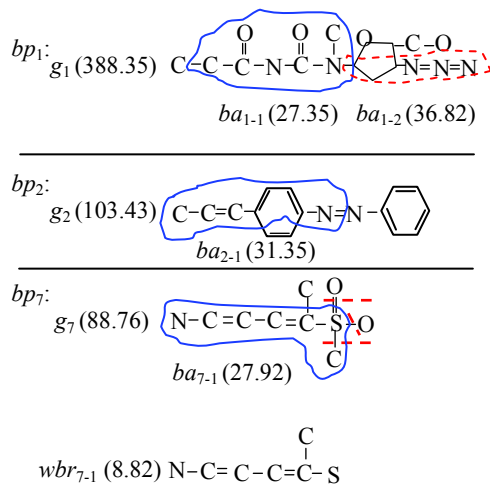 bp₁:
C O O C
g₁ (388.35) C–C–C–N–C–N O C–O N=N=N
ba₁₋₁ (27.35) ba₁₋₂ (36.82)
bp₂:
g₂ (103.43) C–C=C– –N=N–
ba₂₋₁ (31.35)
bp₇:
C O
g₇ (88.76) N–C=C–C=C–S–O
C
ba₇₋₁ (27.92)
C
wbr₇₋₁ (8.82) N–C=C–C=C–S